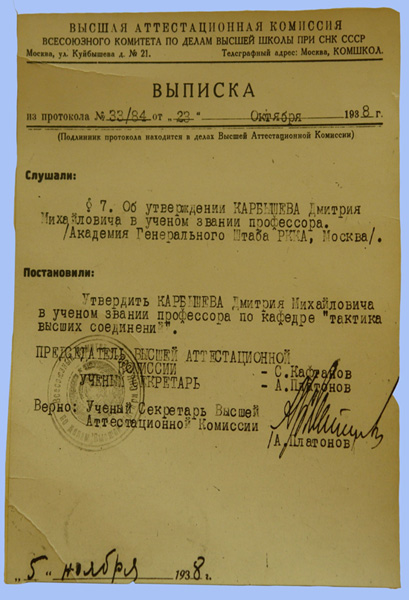 ВЫСШАЯ АТТЕСТАЦИОННАЯ КОМИССИЯ
ВСЕСОЮЗНОГО КОМИТЕТА ПО ДЕЛАМ ВЫСШЕЙ ШКОЛЫ ПРИ СНК СССР
Москва, ул. Куйбышева д. № 21. Телеграфный адрес: Москва, КОМШКОЛ.
ВЫПИСКА
из протокола № 33/84 от „23" Октября 1938 г.
(Подлинник протокола находится в делах Высшей Аттестационной Комиссии)
Слушали:
§ 7. Об утверждении КАРБЫШЕВА Дмитрия
Михайловича в ученом звании профессора.
/Академия Генерального Штаба РККА, Москва/.
Постановили:
Утвердить КАРБЫШЕВА Дмитрия Михайловича
в ученом звании профессора по кафедре "тактика
высших соединений".
ПРЕДСЕДАТЕЛЬ ВЫСШЕЙ АТТЕСТАЦИОННОЙ
КОМИССИИ - С.Кафтанов
УЧЕНЫЙ СЕКРЕТАРЬ - А.Платонов
Верно: Ученый Секретарь Высшей
Аттестационной Комиссии
/А.Платонов
„5" ноября 1938 г.